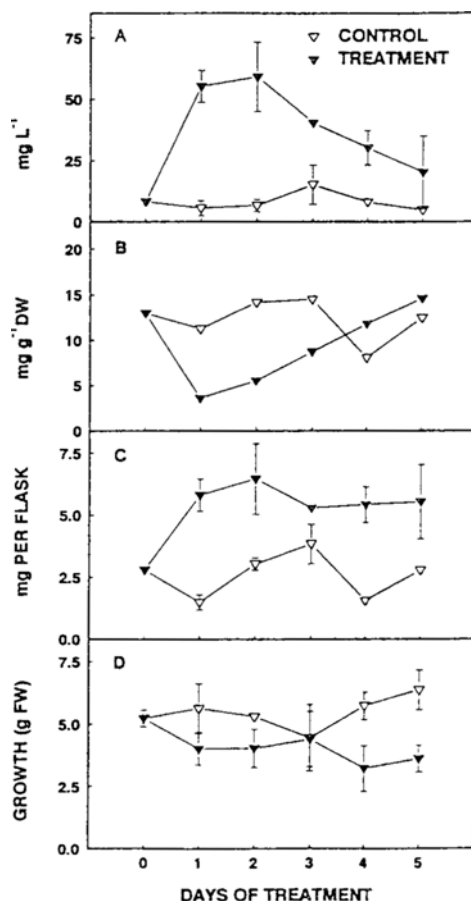 A
▽ CONTROL
▼ TREATMENT
75
50
25
0
mg L⁻¹
B
20
15
10
5
0
mg g⁻¹DW
C
7.5
5.0
2.5
0.0
mg PER FLASK
D
7.5
5.0
2.5
0.0
GROWTH (g FW)
0 1 2 3 4 5
DAYS OF TREATMENT